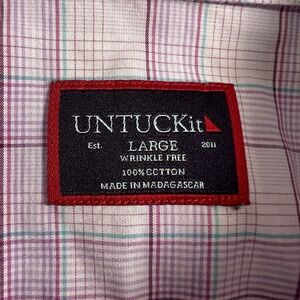 UNTUCKit
Est. LARGE 2011
WRINKLE FREE
100% COTTON
MADE IN MADAGASCAR